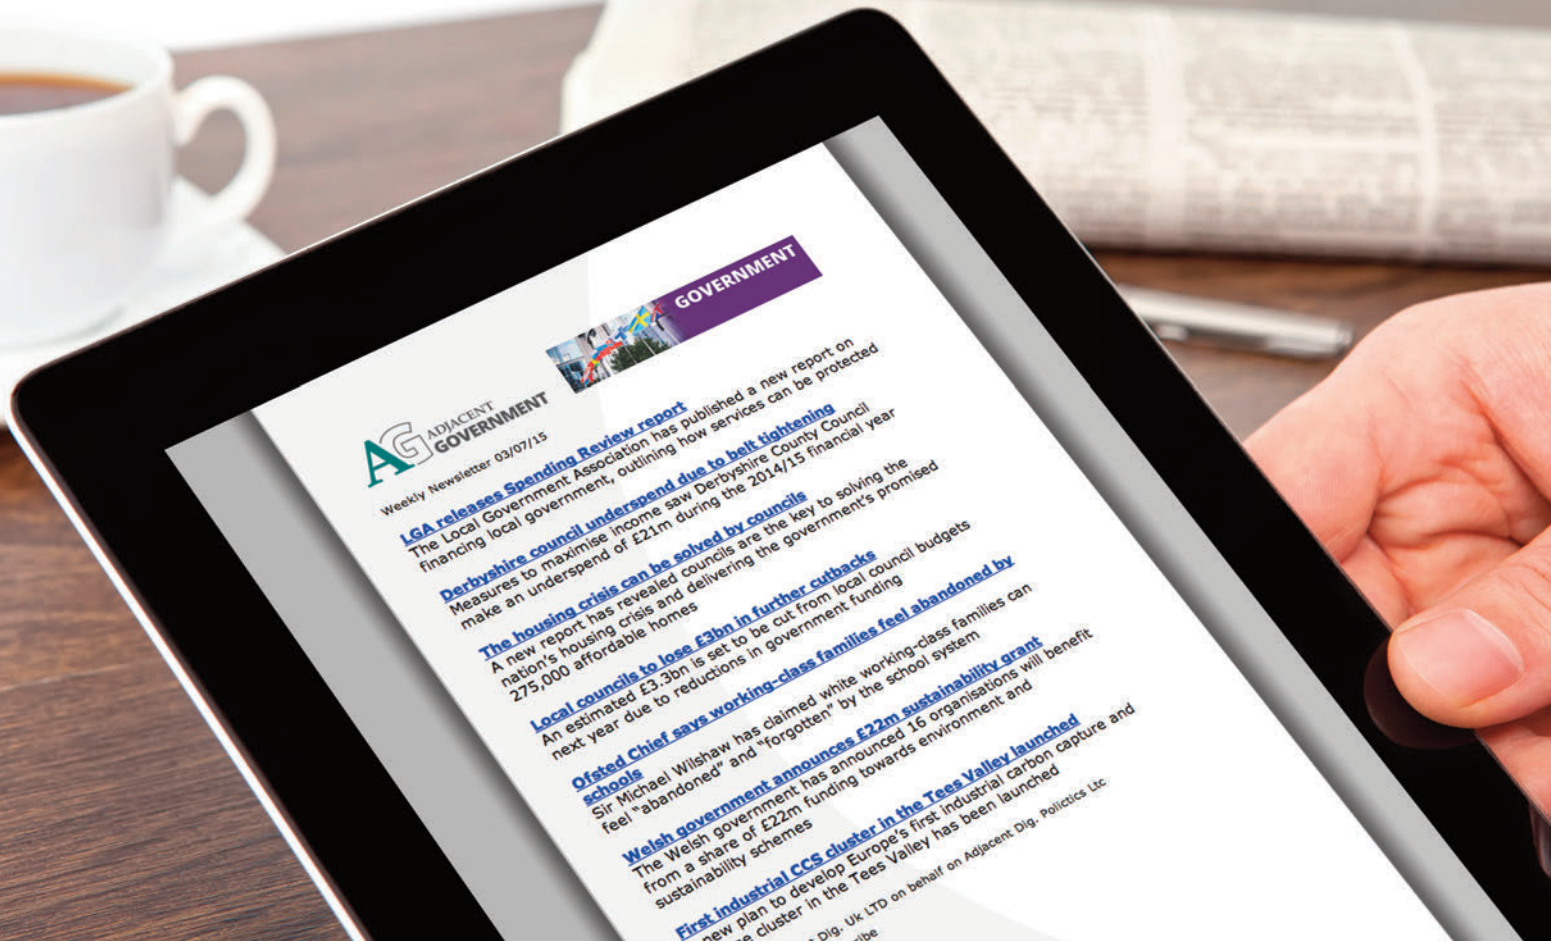 GOVERNMENT
AG ADJACENT
GOVERNMENT
Weekly Newsletter 03/07/15
LGA releases Spending Review report
The Local Government Association has published a new report on
financing local government, outlining how services can be protected
Derbyshire council underspend due to belt tightening
Measures to maximise income saw Derbyshire County Council
make an underspend of £21m during the 2014/15 financial year
The housing crisis can be solved by councils
A new report has revealed councils are the key to solving the
nation's housing crisis and delivering the government's promised
275,000 affordable homes
Local councils to lose £3bn in further cutbacks
An estimated £3.3bn is set to be cut from local council budgets
next year due to reductions in government funding
Ofsted Chief says working-class families feel abandoned by
schools
Sir Michael Wilshaw has claimed white working-class families can
feel "abandoned" and "forgotten" by the school system
Welsh government announces £22m sustainability grant
The Welsh government has announced 16 organisations will benefit
from a share of £22m funding towards environment and
sustainability schemes
First industrial CCS cluster in the Tees Valley launched
new plan to develop Europe's first industrial carbon capture and
cluster in the Tees Valley has been launched
Dig. Uk LTD on behalf on Adjacent Dig. Polictics Ltc